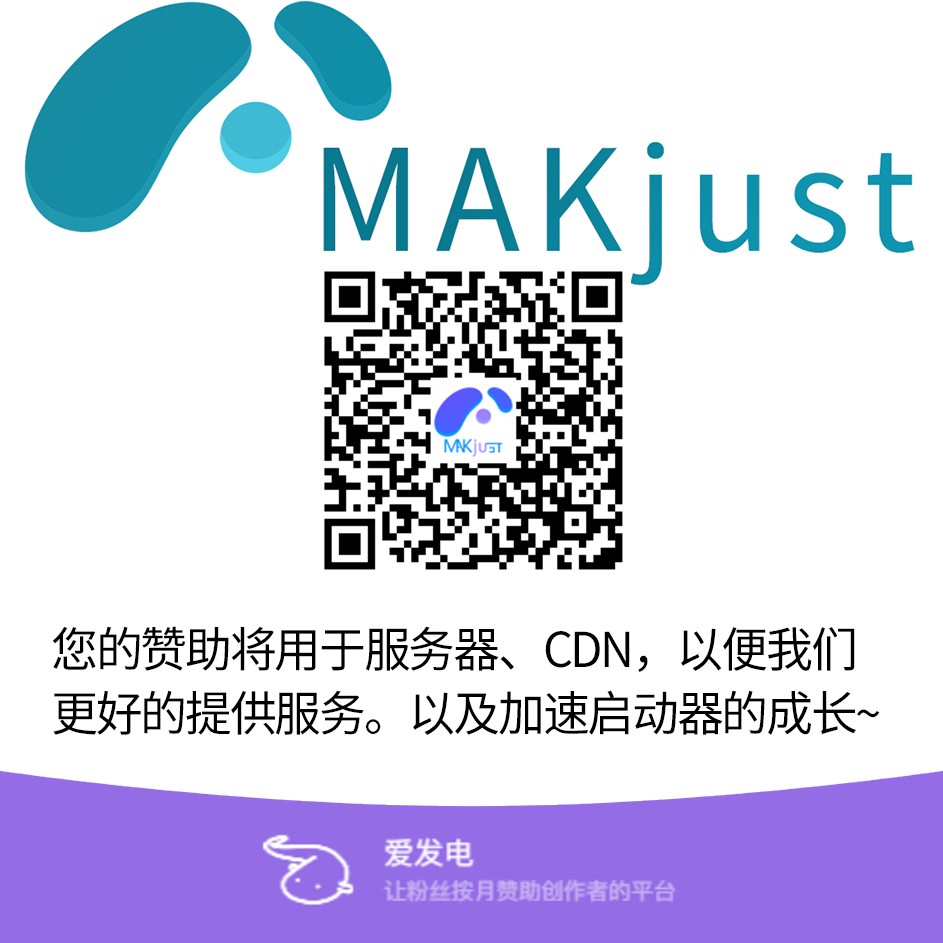 MAKjust
MAKjust
您的赞助将用于服务器、CDN，以便我们
更好的提供服务。以及加速启动器的成长~
爱发电
让粉丝按月赞助创作者的平台